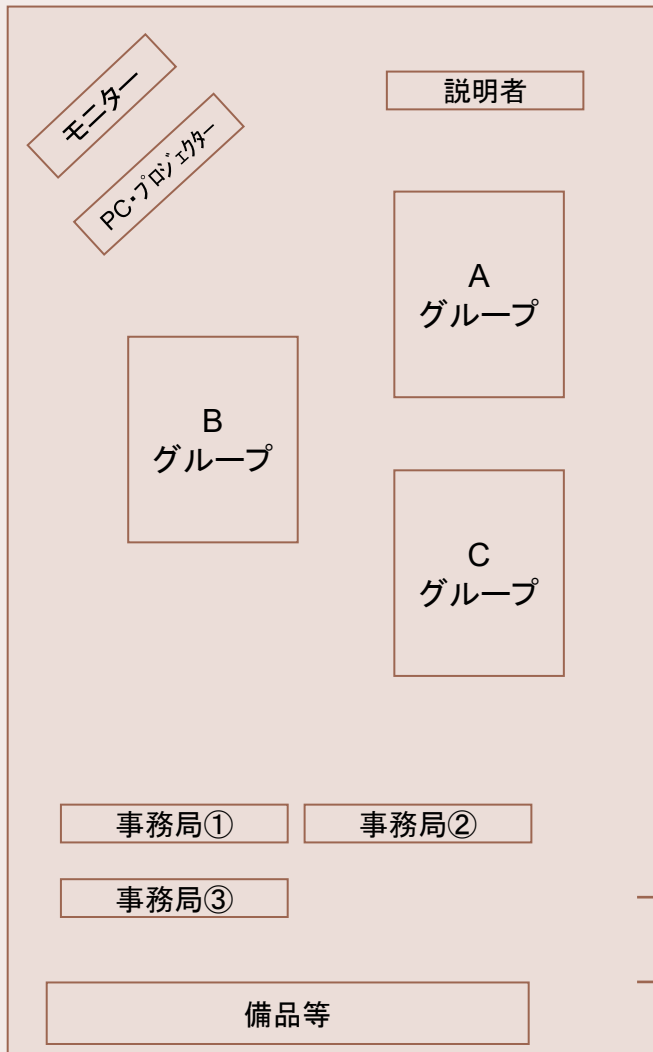 モニター
PC・プロジェクター
説明者
A
グループ
B
グループ
C
グループ
事務局①
事務局②
事務局③
備品等